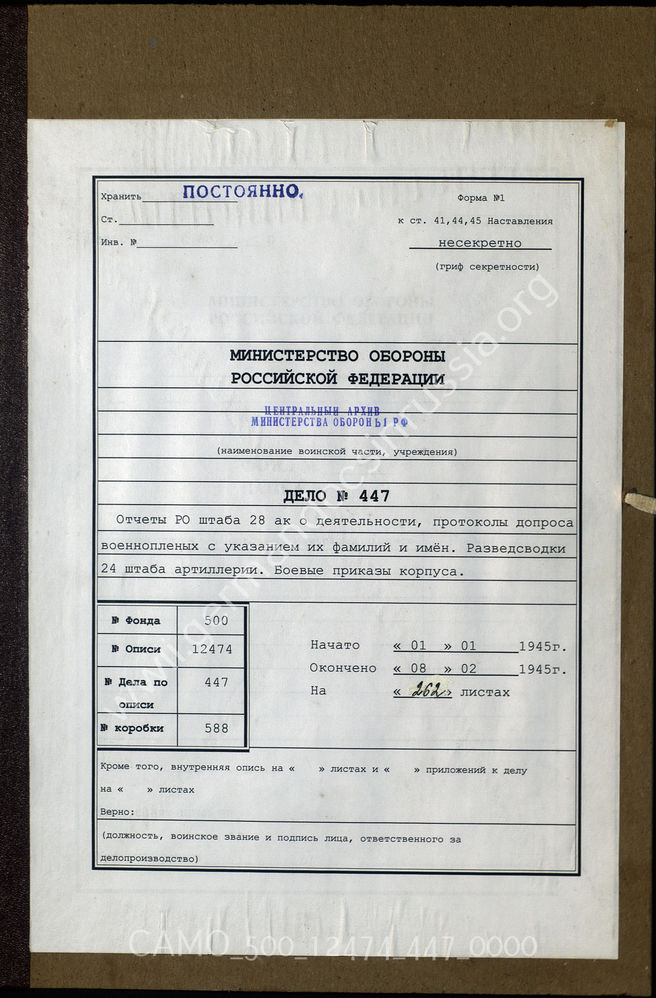 Хранить ПОСТОЯННО.
Форма №1
Ст.
к ст. 41,44,45 Наставления
Инв. №
несекретно
(гриф секретности)
МИНИСТЕРСТВО ОБОРОНЫ
РОССИЙСКОЙ ФЕДЕРАЦИИ
ЦЕНТРАЛЬНЫЙ АРХИВ
МИНИСТЕРСТВА ОБОРОНЫ РФ
(наименование воинской части, учреждения)
ДЕЛО № 447
Отчеты РО штаба 28 ак о деятельности, протоколы допроса
военнопленых с указанием их фамилий и имён. Разведсводки
24 штаба артиллерии. Боевые приказы корпуса.
№ Фонда 500
№ Описи 12474
№ Дела по описи 447
№ коробки 588
Начато « 01 » 01 1945г.
Окончено « 08 » 02 1945г.
На « 262 » листах
Кроме того, внутренняя опись на « » листах и « » приложений к делу
на « » листах
Верно:
(должность, воинское звание и подпись лица, ответственного за
делопроизводство)
www.germandocsinrussia.org
CAMO_500_12474_447_0000